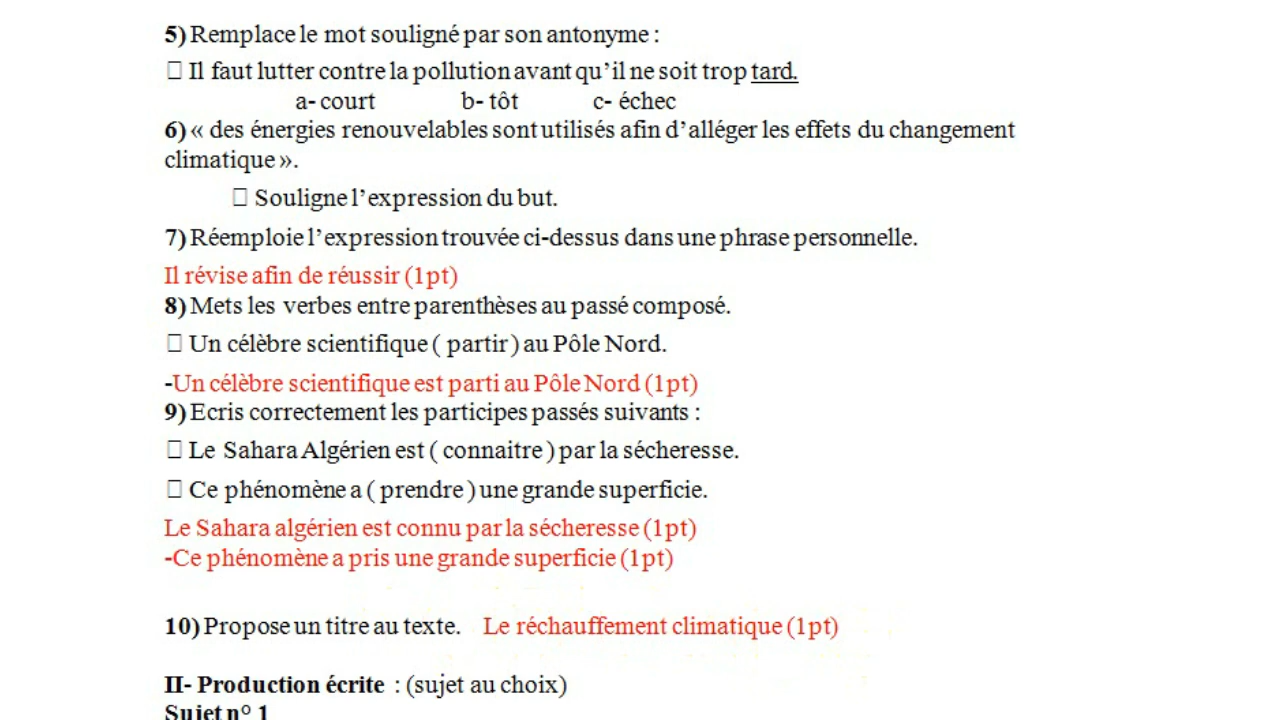 5) Remplace le mot souligné par son antonyme :
□ Il faut lutter contre la pollution avant qu’il ne soit trop tard.
a- court b- tôt c- échec
6) « des énergies renouvelables sont utilisés afin d’alléger les effets du changement
climatique ».
□ Souligne l’expression du but.
7) Réemploie l’expression trouvée ci-dessus dans une phrase personnelle.
Il révise afin de réussir (1pt)
8) Mets les verbes entre parenthèses au passé composé.
□ Un célèbre scientifique ( partir ) au Pôle Nord.
-Un célèbre scientifique est parti au Pôle Nord (1pt)
9) Ecris correctement les participes passés suivants :
□ Le Sahara Algérien est ( connaitre ) par la sécheresse.
□ Ce phénomène a ( prendre ) une grande superficie.
Le Sahara algérien est connu par la sécheresse (1pt)
-Ce phénomène a pris une grande superficie (1pt)
10) Propose un titre au texte. Le réchauffement climatique (1pt)
II- Production écrite : (sujet au choix)
Sujet n° 1